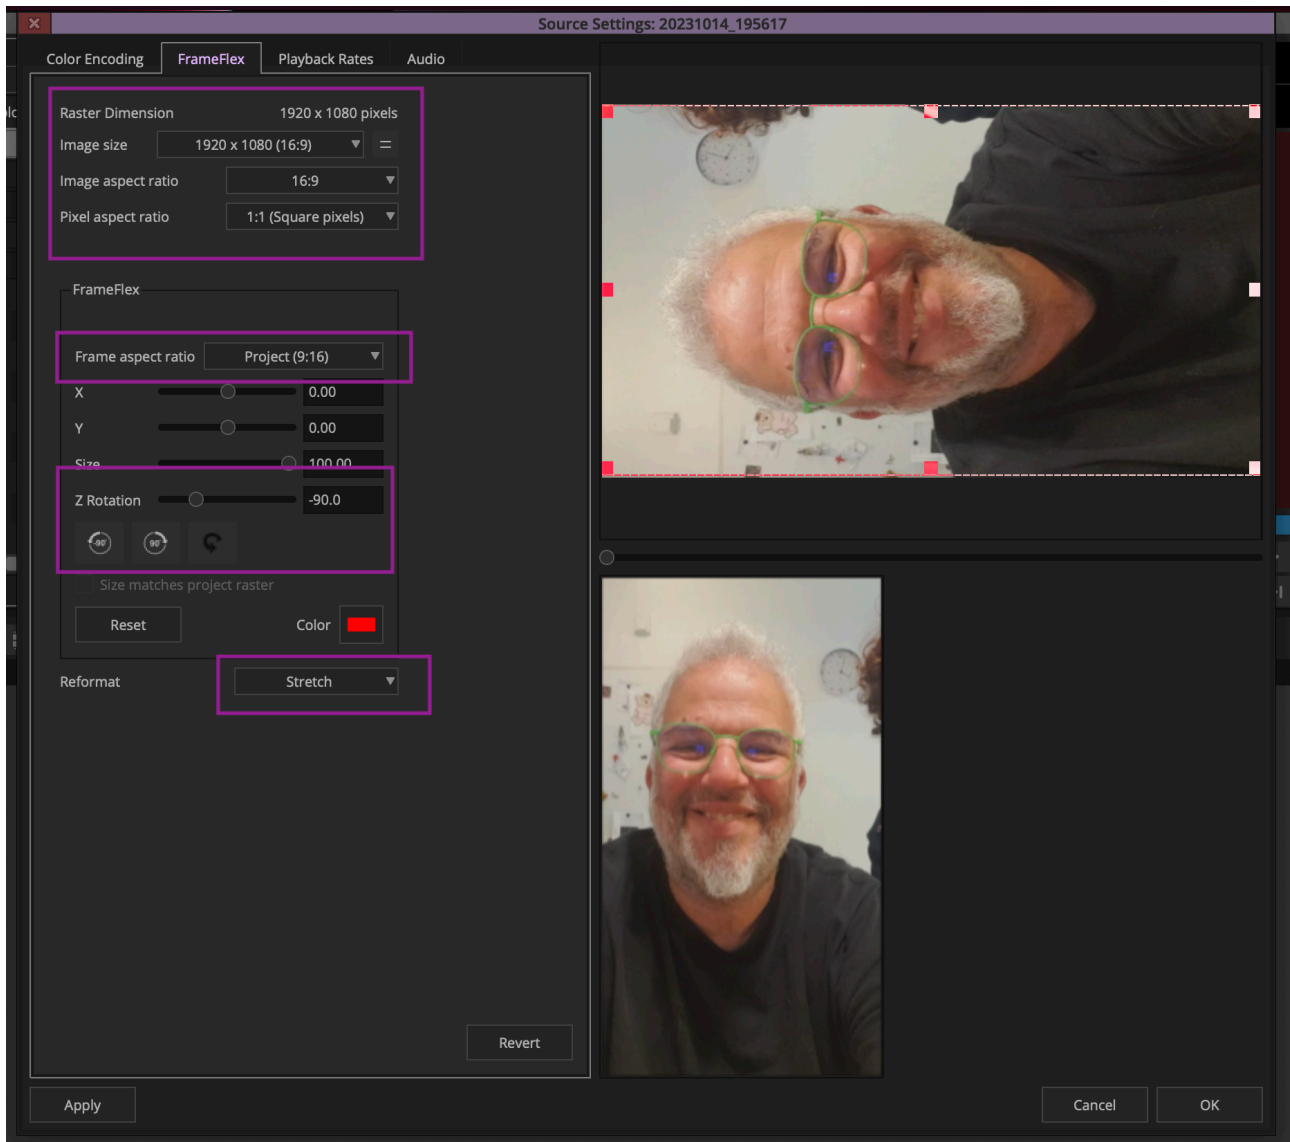 Source Settings: 20231014_195617
Color Encoding FrameFlex Playback Rates Audio
Raster Dimension 1920 x 1080 pixels
Image size 1920 x 1080 (16:9)
Image aspect ratio 16:9
Pixel aspect ratio 1:1 (Square pixels)
FrameFlex
Frame aspect ratio Project (9:16)
X 0.00
Y 0.00
Size 100.00
Z Rotation -90.0
-90° 90°
Size matches project raster
Reset Color
Reformat Stretch
Revert
Apply Cancel OK